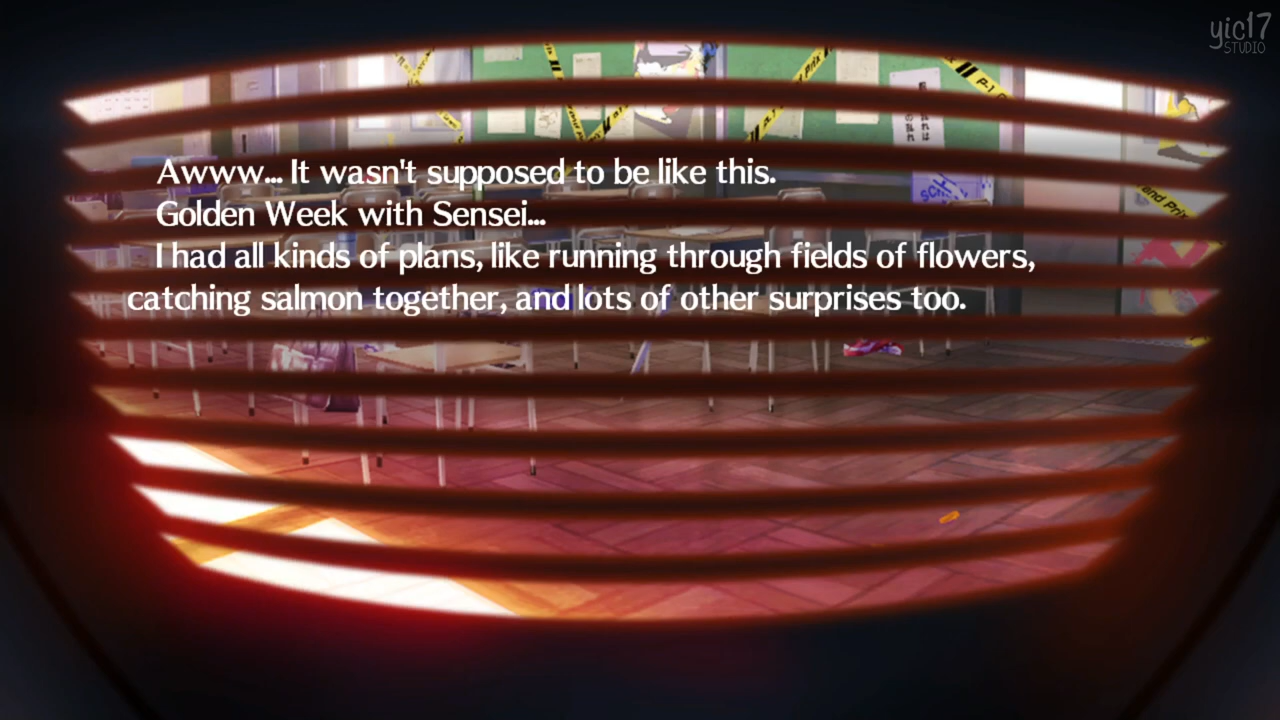 yic17
STUDIO
P-1
Awww... It wasn't supposed to be like this.
Golden Week with Sensei...
I had all kinds of plans, like running through fields of flowers,
catching salmon together, and lots of other surprises too.